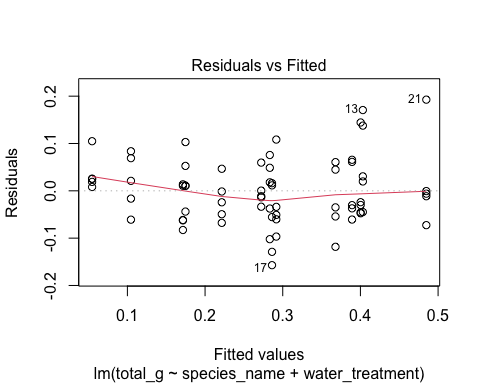 Residuals vs Fitted
Residuals
0.2
0.1
0.0
-0.1
-0.2
13
21
17
0.1 0.2 0.3 0.4 0.5
Fitted values
lm(total_g ~ species_name + water_treatment)